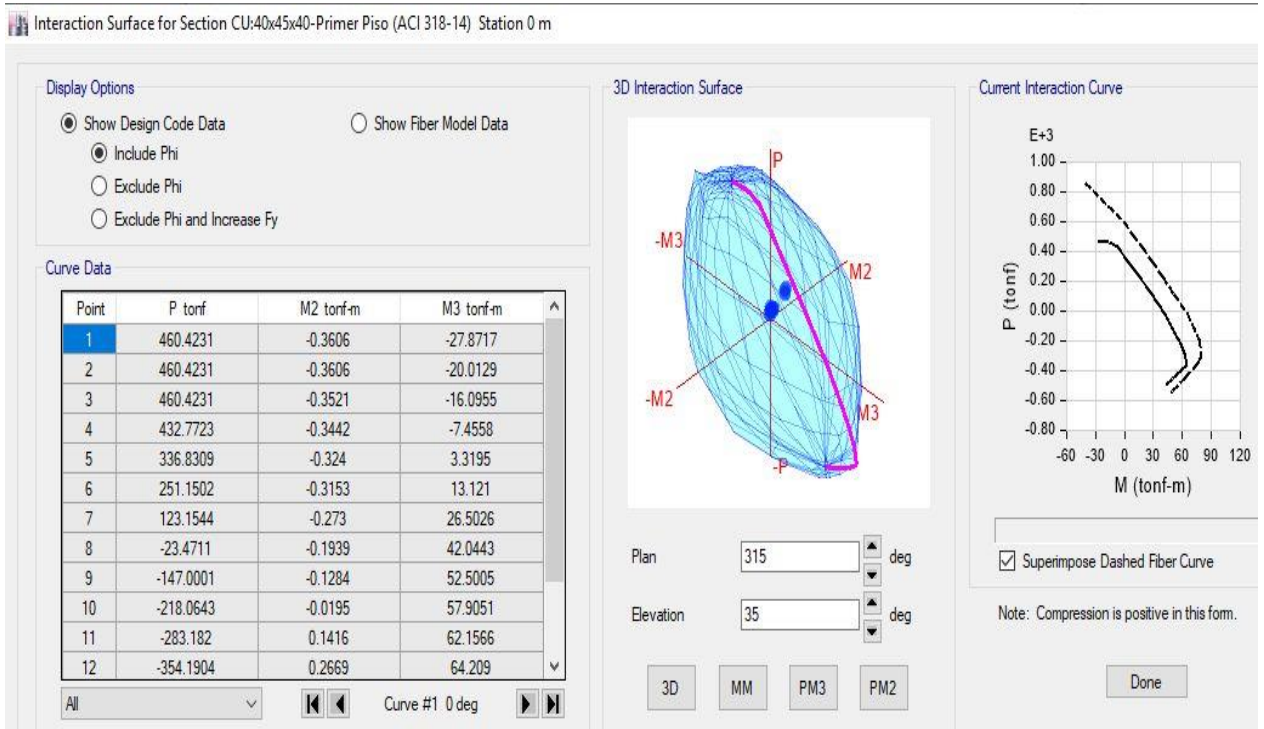 Interaction Surface for Section CU:40x45x40-Primer Piso (ACI 318-14) Station 0 m
Display Options
Show Design Code Data
Show Fiber Model Data
Include Phi
Exclude Phi
Exclude Phi and Increase Fy
Curve Data
Point P tonf M2 tonf-m M3 tonf-m
1 460.4231 -0.3606 -27.8717
2 460.4231 -0.3606 -20.0129
3 460.4231 -0.3521 -16.0955
4 432.7723 -0.3442 -7.4558
5 336.8309 -0.324 3.3195
6 251.1502 -0.3153 13.121
7 123.1544 -0.273 26.5026
8 -23.4711 -0.1939 42.0443
9 -147.0001 -0.1284 52.5005
10 -218.0643 -0.0195 57.9051
11 -283.182 0.1416 62.1566
12 -354.1904 0.2669 64.209
All
Curve #1 0 deg
3D Interaction Surface
P
-M3
M2
-M2
M3
-P
Plan 315 deg
Elevation 35 deg
3D MM PM3 PM2
Current Interaction Curve
E+3
1.00
0.80
0.60
0.40
0.20
0.00
-0.20
-0.40
-0.60
-0.80
P (tonf)
-60 -30 0 30 60 90 120
M (tonf-m)
Superimpose Dashed Fiber Curve
Note: Compression is positive in this form.
Done